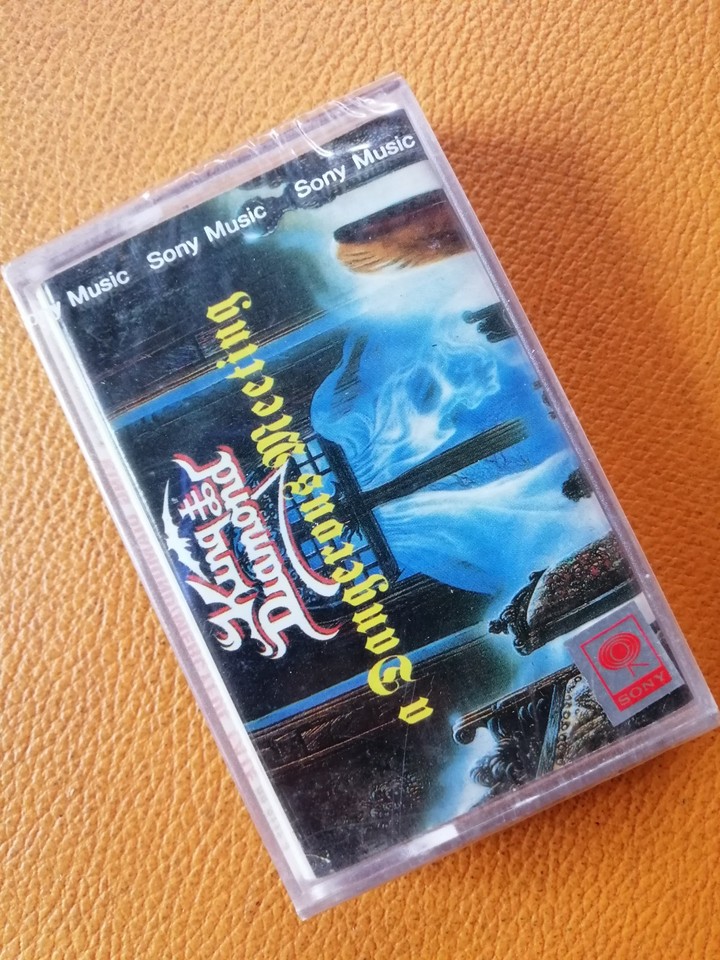 Sony Music
Sony Music
Music
King
Diamond
a Dangerous Meeting
SONY